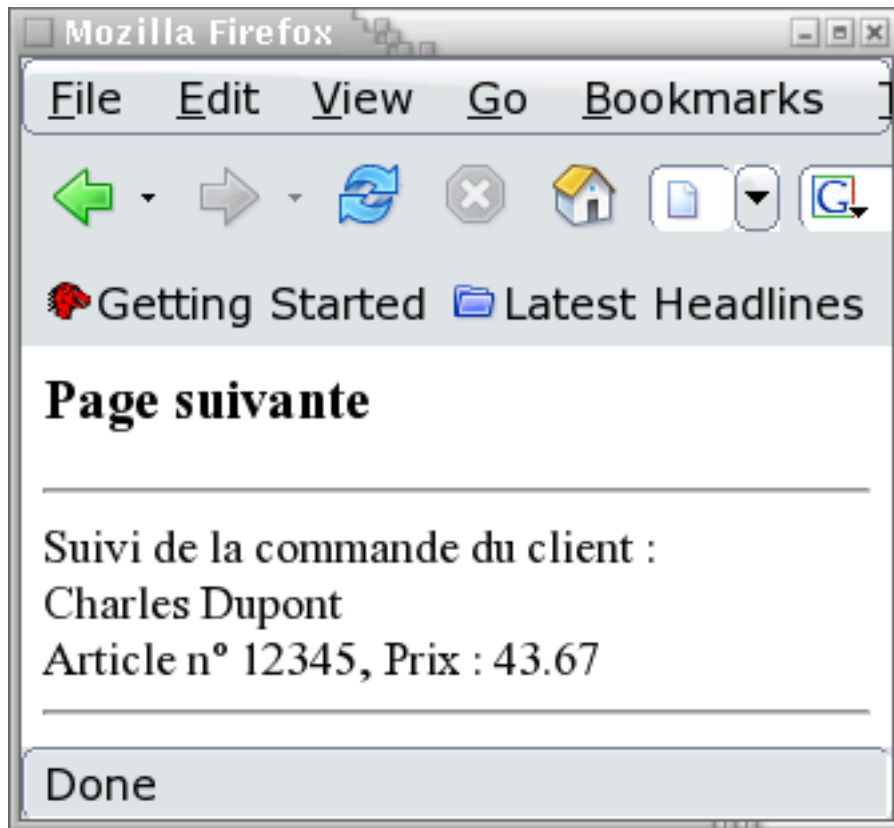 Mozilla Firefox
File Edit View Go Bookmarks
G
Getting Started Latest Headlines
Page suivante
Suivi de la commande du client :
Charles Dupont
Article n° 12345, Prix : 43.67
Done